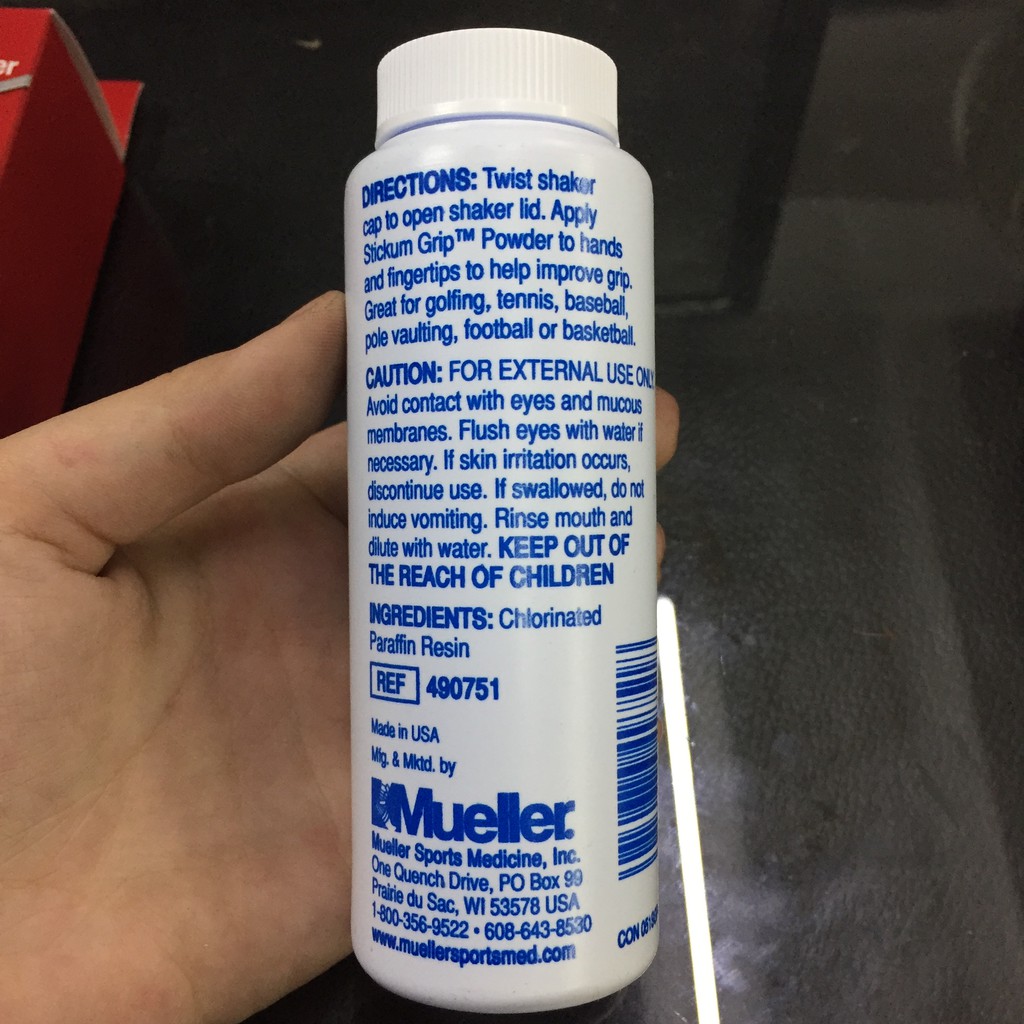 er
DIRECTIONS: Twist shaker
cap to open shaker lid. Apply
Stickum Grip™ Powder to hands
and fingertips to help improve grip.
Great for golfing, tennis, baseball,
pole vaulting, football or basketball.
CAUTION: FOR EXTERNAL USE ONLY
Avoid contact with eyes and mucous
membranes. Flush eyes with water if
necessary. If skin irritation occurs,
discontinue use. If swallowed, do not
induce vomiting. Rinse mouth and
dilute with water. KEEP OUT OF
THE REACH OF CHILDREN
INGREDIENTS: Chlorinated
Paraffin Resin
REF 490751
Made in USA
Mfg. & Mktd. by
Mueller
Mueller Sports Medicine, Inc.
One Quench Drive, PO Box 99
Prairie du Sac, WI 53578 USA
1-800-356-9522 • 608-643-8530
www.muellersportsmed.com
CON